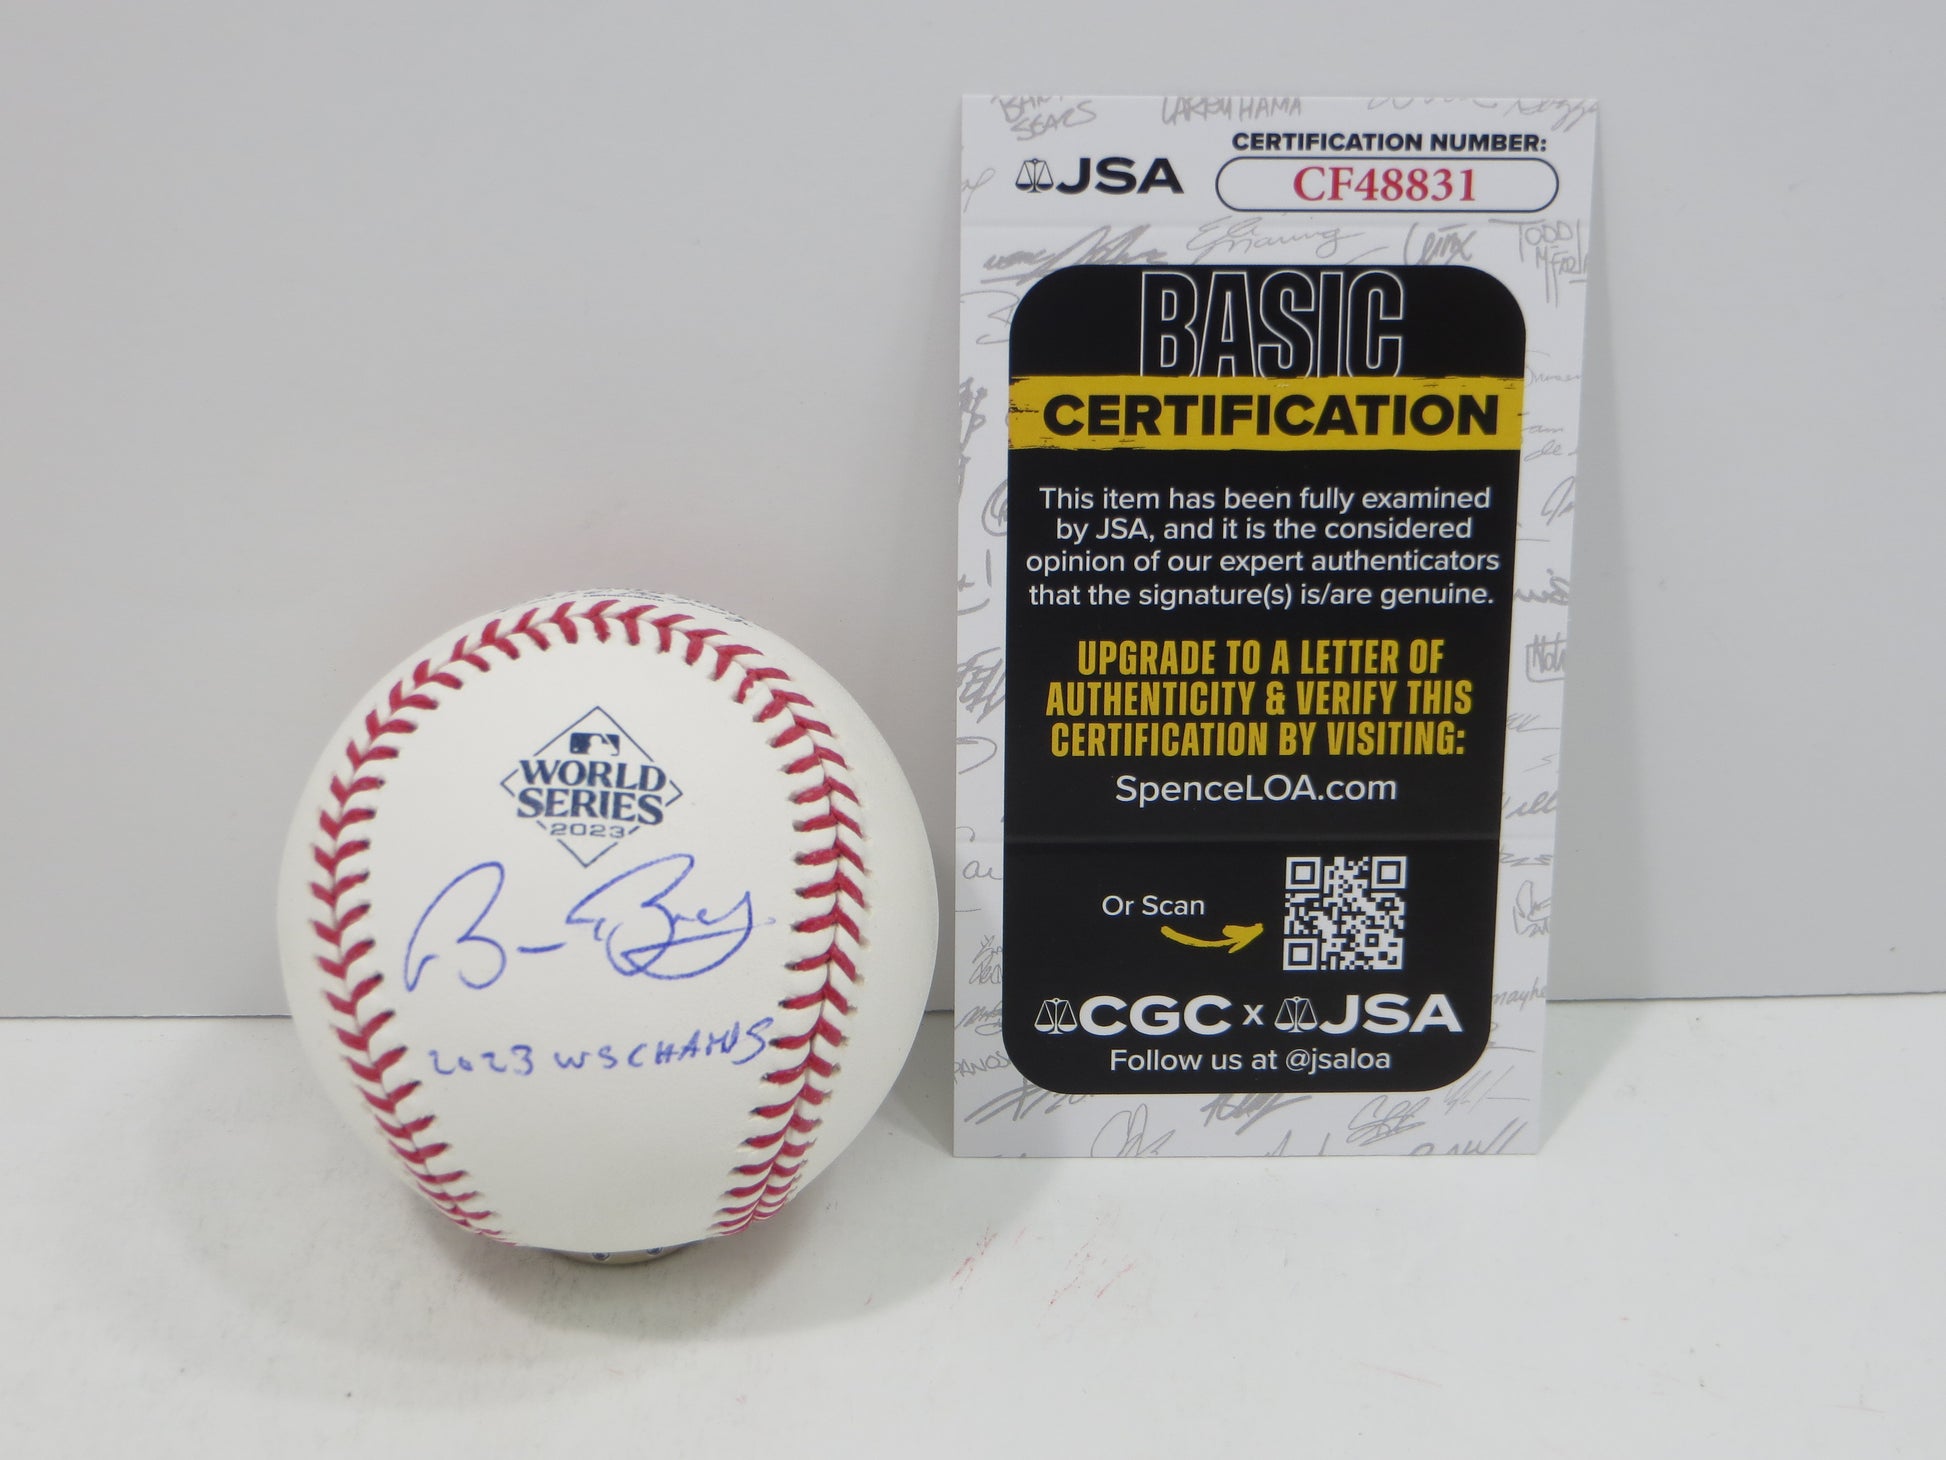 WORLD
SERIES
2023
2023 WS CHAMPS
JSA
CERTIFICATION NUMBER:
CF48831
BASIC
CERTIFICATION
This item has been fully examined
by JSA, and it is the considered
opinion of our expert authenticators
that the signature(s) is/are genuine.
UPGRADE TO A LETTER OF
AUTHENTICITY & VERIFY THIS
CERTIFICATION BY VISITING:
SpenceLOA.com
Or Scan
CGC x JSA
Follow us at @jsaloa